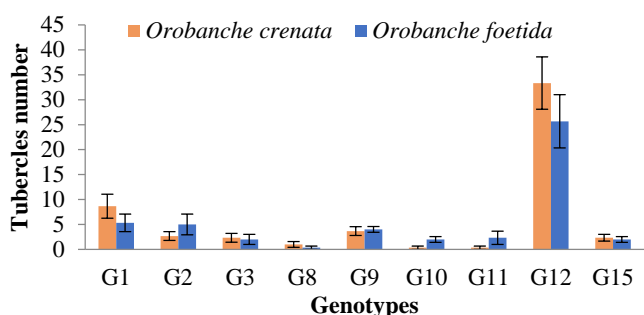 Orobanche crenata Orobanche foetida
Tubercles number
45
40
35
30
25
20
15
10
5
0
G1 G2 G3 G8 G9 G10 G11 G12 G15
Genotypes